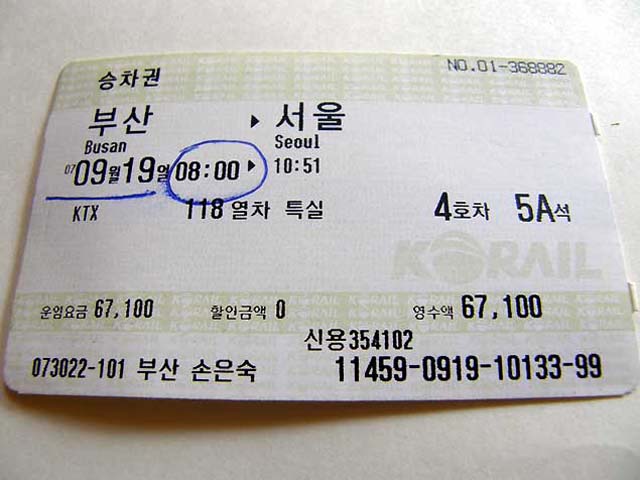 NO.01-368882
승차권
부산 ▶ 서울
Busan Seoul
07 09월 19일 08:00 ▶ 10:51
KTX 118 열차 특실 4호차 5A석
KORAIL
운임요금 67,100 할인금액 0 영수액 67,100
신용354102
073022-101 부산 손은숙 11459-0919-10133-99